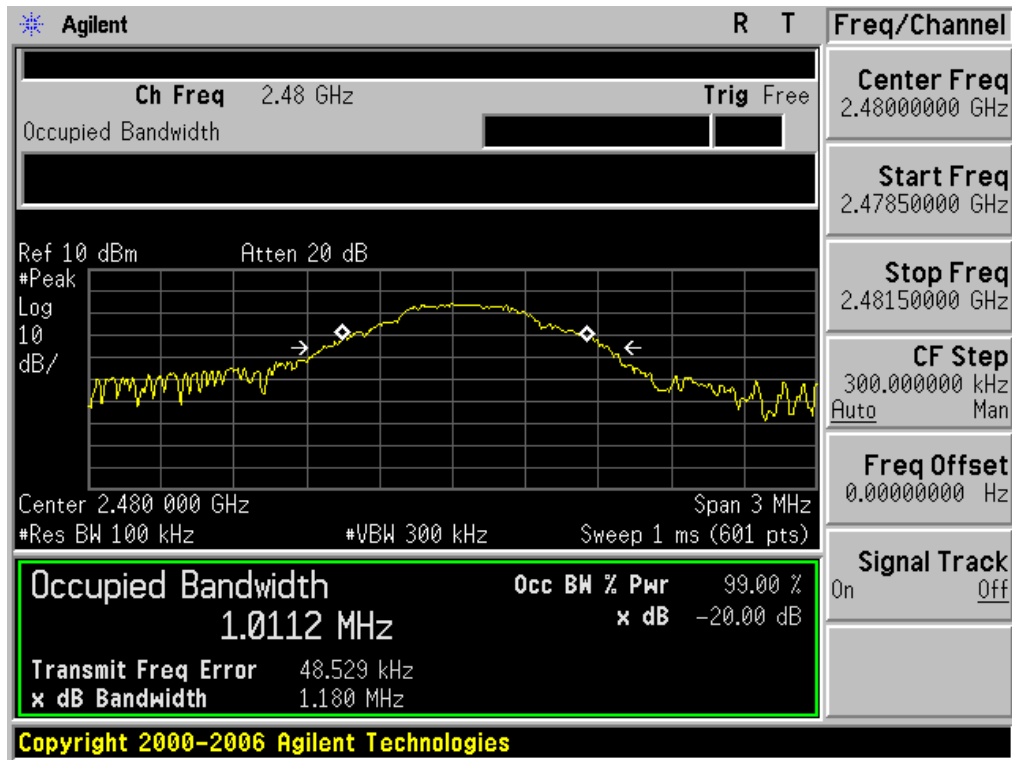 Agilent
R T
Freq/Channel
Ch Freq 2.48 GHz
Trig Free
Occupied Bandwidth
Center Freq
2.48000000 GHz
Start Freq
2.47850000 GHz
Stop Freq
2.48150000 GHz
CF Step
300.000000 kHz
Auto Man
Freq Offset
0.00000000 Hz
Signal Track
On Off
Ref 10 dBm
Atten 20 dB
#Peak
Log
10
dB/
Center 2.480 000 GHz
Span 3 MHz
#Res BW 100 kHz
#VBW 300 kHz
Sweep 1 ms (601 pts)
Occupied Bandwidth
1.0112 MHz
Occ BW % Pwr 99.00 %
x dB -20.00 dB
Transmit Freq Error 48.529 kHz
x dB Bandwidth 1.180 MHz
Copyright 2000-2006 Agilent Technologies